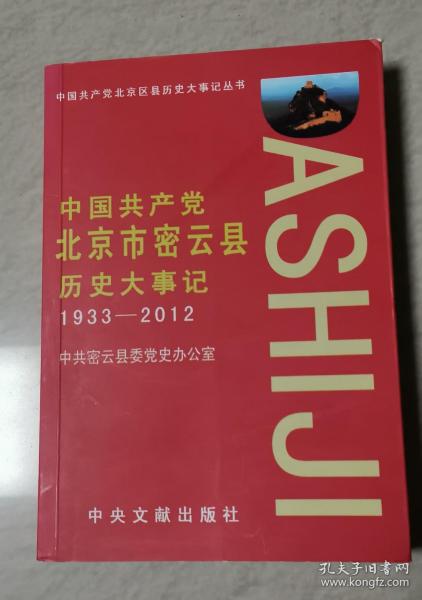 中国共产党北京区县历史大事记丛书
中国共产党
北京市密云县
历史大事记
1933—2012
中共密云县委党史办公室
中央文献出版社
DASHIJI
孔夫子旧书网
www.kongfz.com